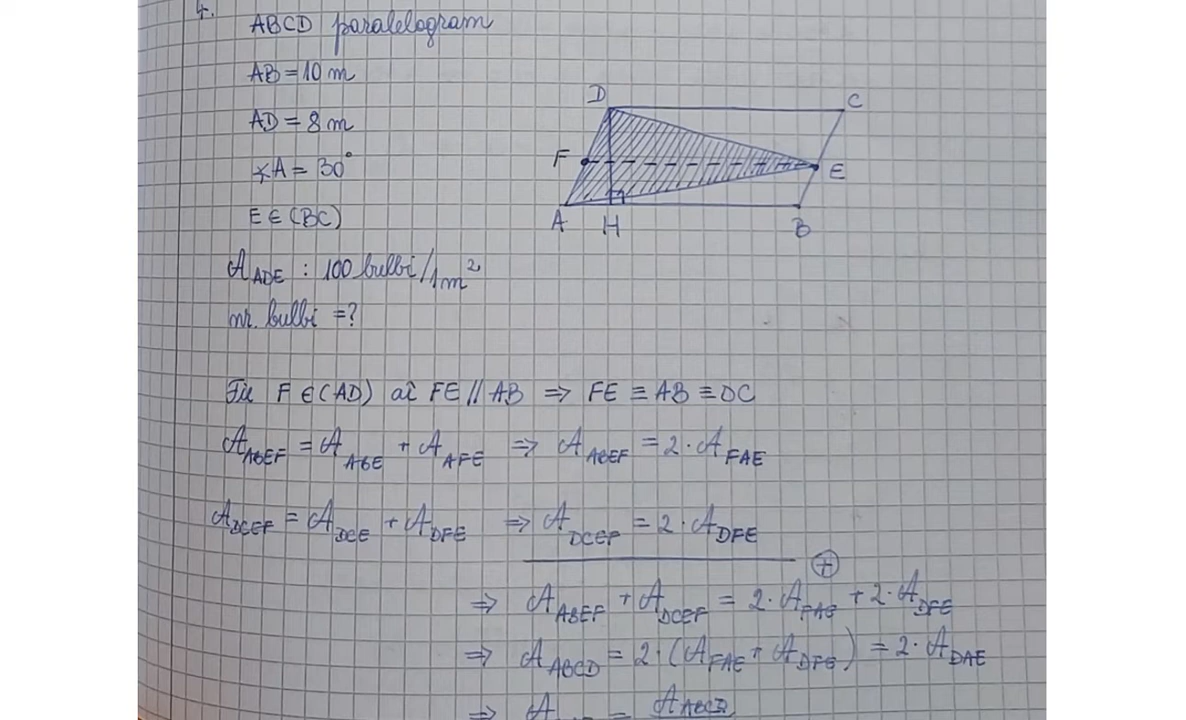 4.
ABCD paralelogram
AB = 10 m
AD = 8 m
∢A = 30°
E ∈ (BC)
D C
F E
A H B
A_ADE : 100 bulbi/1m²
nr. bulbi = ?
Fie F ∈ (AD) aî FE // AB ⇒ FE ≡ AB ≡ DC
A_ABEF = A_ABE + A_AFE ⇒ A_ABEF = 2 · A_FAE
A_DCEF = A_DCE + A_DFE ⇒ A_DCEF = 2 · A_DFE
⊕
⇒ A_ABEF + A_DCEF = 2 · A_FAE + 2 · A_DFE
⇒ A_ABCD = 2 · (A_FAE + A_DFE) = 2 · A_DAE
⇒ A = A_ABCD